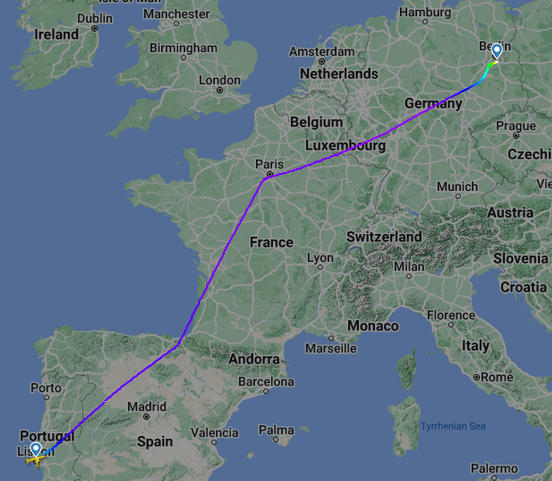 Isle of Man
Hamburg
Manchester
Dublin
Ireland
Berlin
Birmingham
Amsterdam
Netherlands
London
Germany
Belgium
Prague
Luxembourg
Czechi
Paris
Munich
Vie
Austria
France
Switzerland
Slovenia
Lyon
Milan
Croatia
Monaco
Florence
Marseille
Italy
Andorra
Rome
Barcelona
Porto
Madrid
Tyrrhenian Sea
Palma
Valencia
Portugal
Spain
Lisbon
Palermo